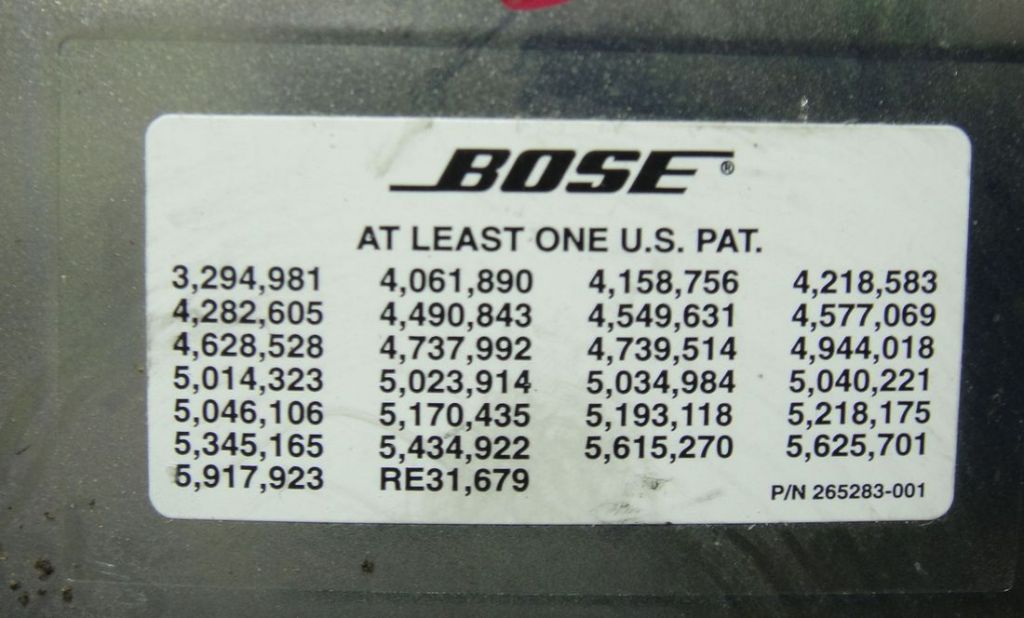 BOSE®
AT LEAST ONE U.S. PAT.
3,294,981 4,061,890 4,158,756 4,218,583
4,282,605 4,490,843 4,549,631 4,577,069
4,628,528 4,737,992 4,739,514 4,944,018
5,014,323 5,023,914 5,034,984 5,040,221
5,046,106 5,170,435 5,193,118 5,218,175
5,345,165 5,434,922 5,615,270 5,625,701
5,917,923 RE31,679
P/N 265283-001